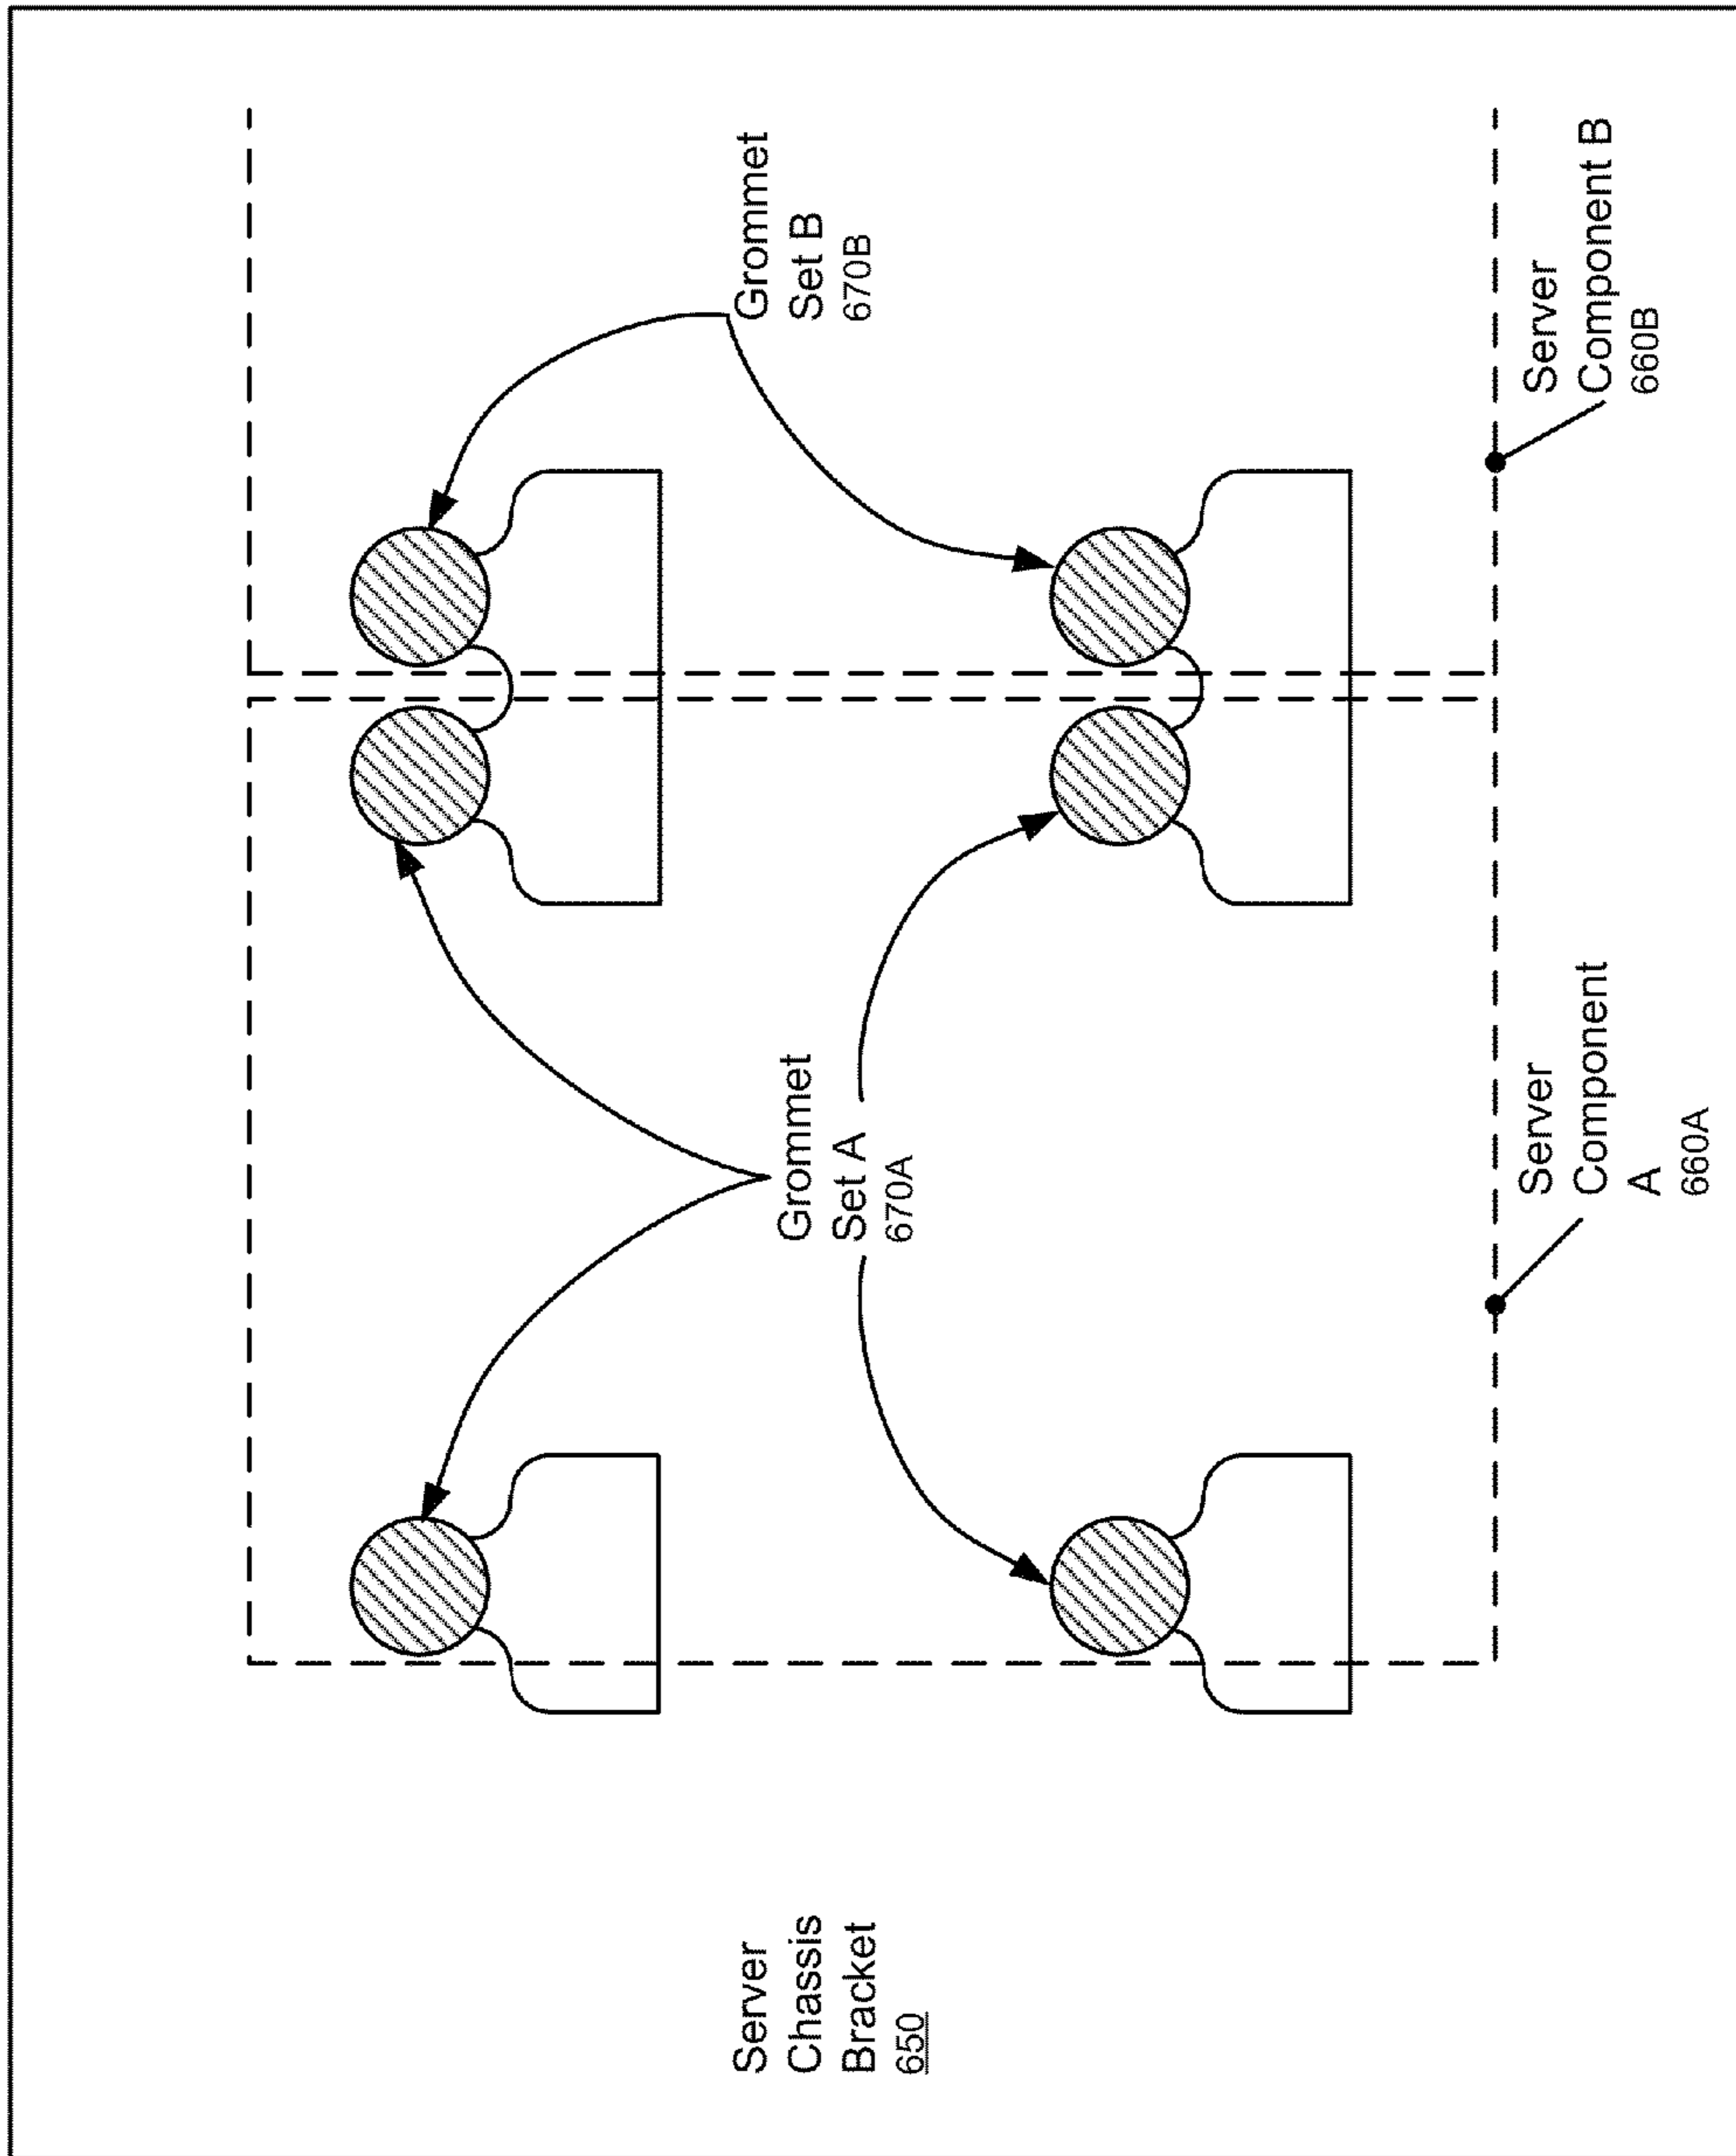 Server
Chassis
Bracket
650
Grommet
Set A
670A
Grommet
Set B
670B
Server
Component
A
660A
Server
Component B
660B